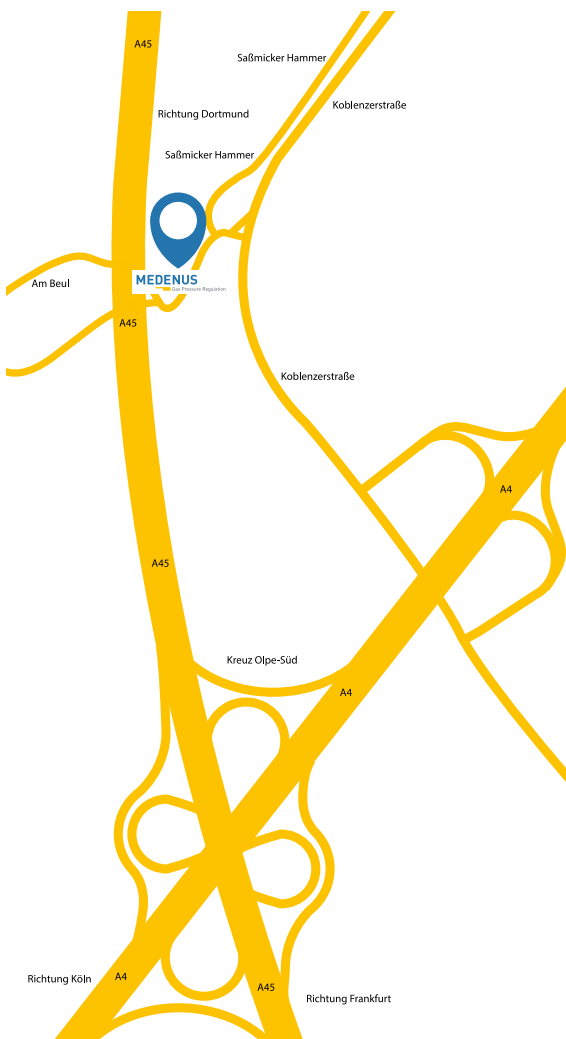 A45
Saßmicker Hammer
Koblenzerstraße
Richtung Dortmund
Saßmicker Hammer
MEDENUS
Gas Pressure Regulation
Am Beul
A45
Koblenzerstraße
A4
A45
Kreuz Olpe-Süd
A4
Richtung Köln
A4
A45
Richtung Frankfurt